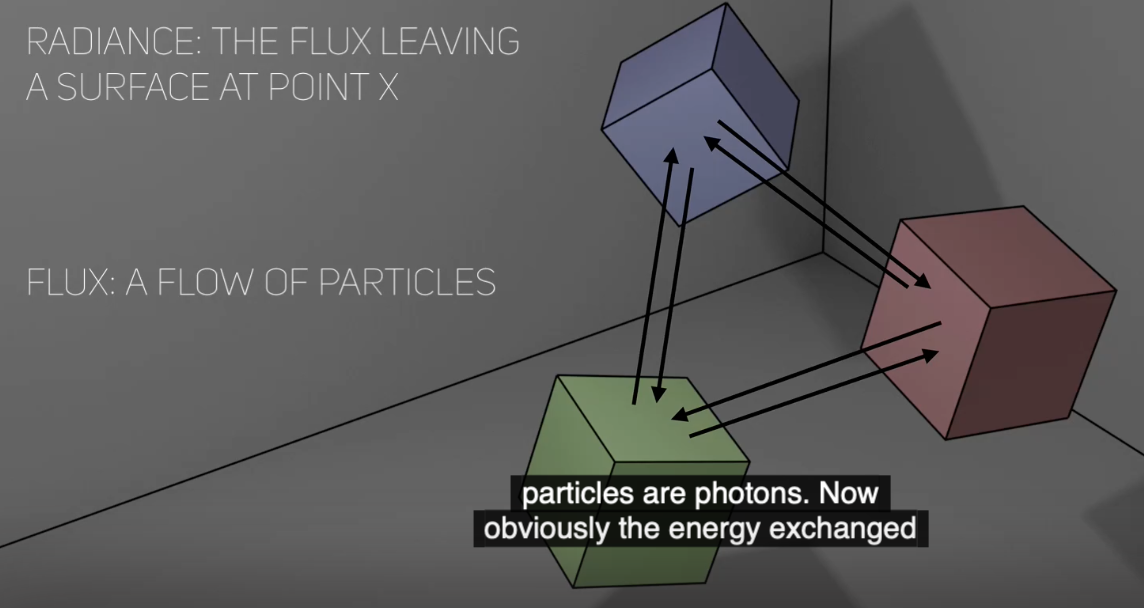 RADIANCE: THE FLUX LEAVING
A SURFACE AT POINT X
FLUX: A FLOW OF PARTICLES
particles are photons. Now
obviously the energy exchanged